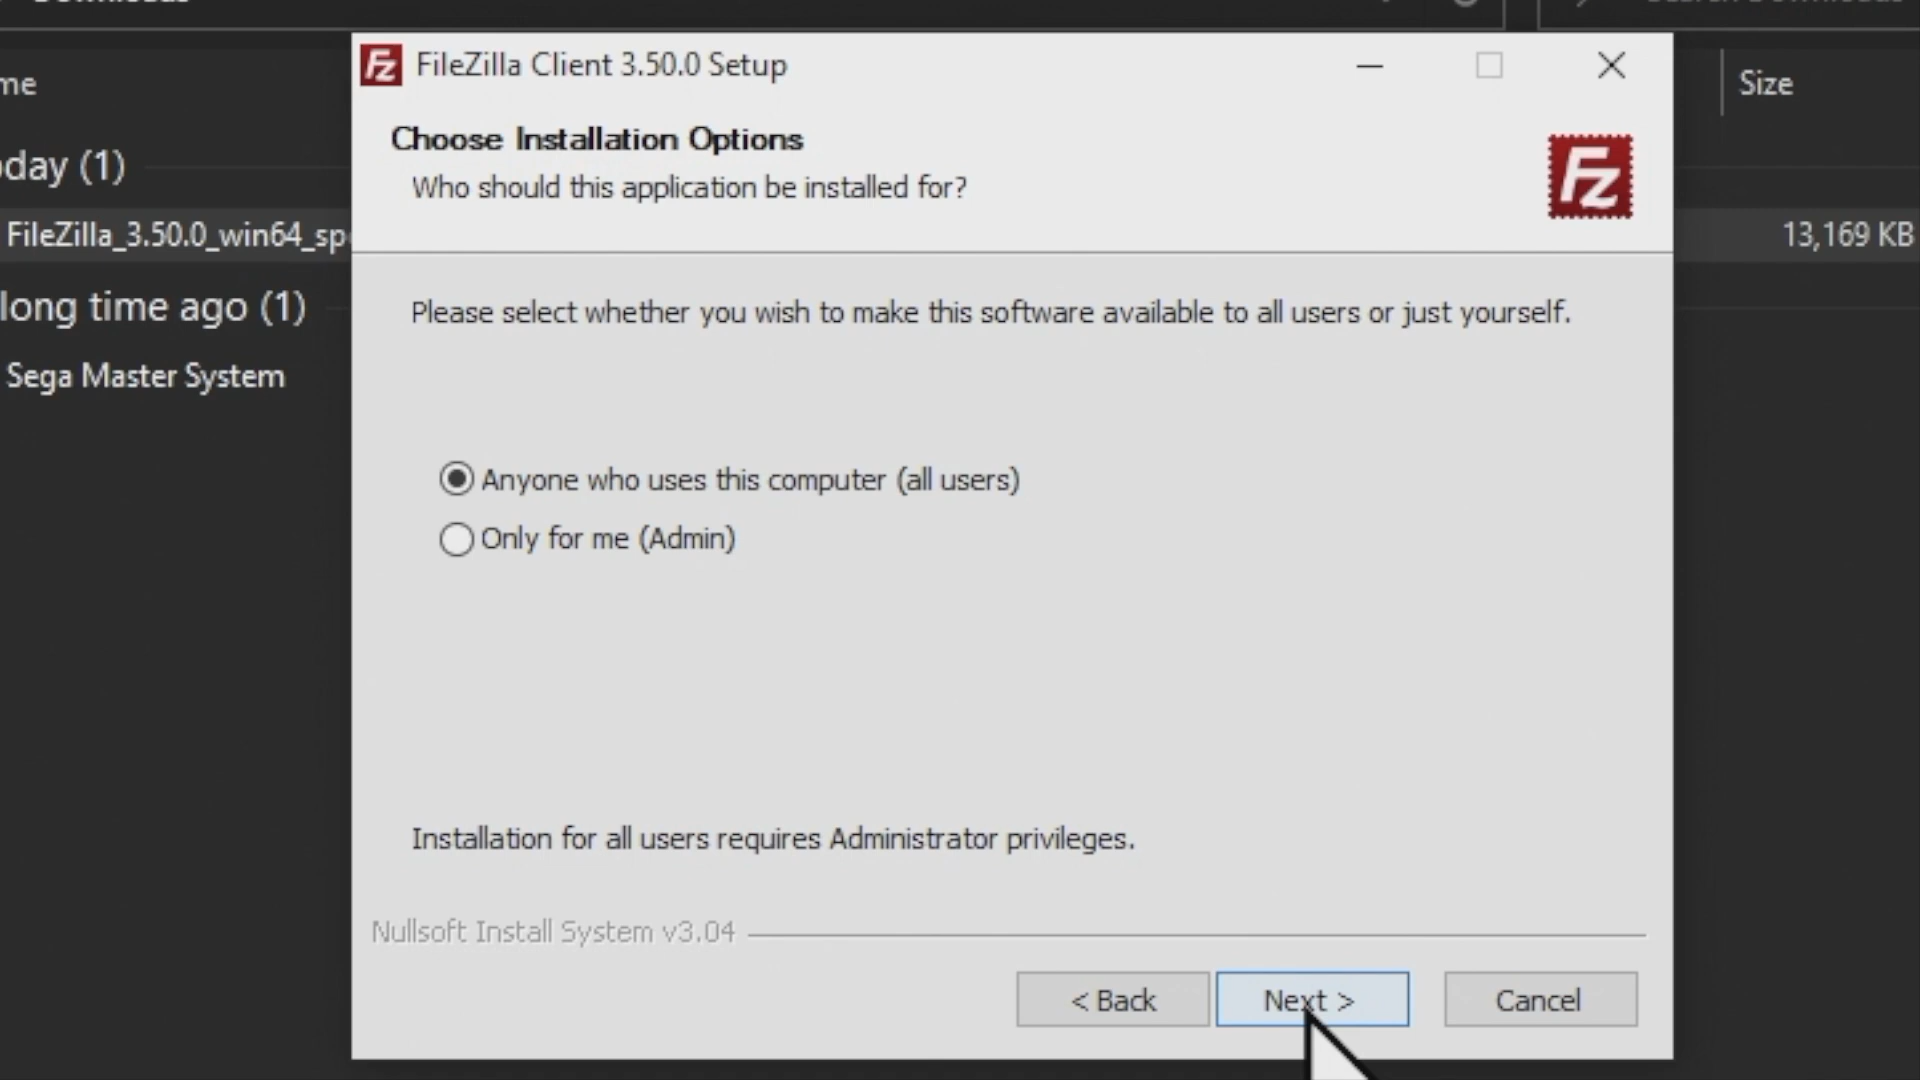 FileZilla Client 3.50.0 Setup
me
Size
Choose Installation Options
Who should this application be installed for?
oday (1)
FileZilla_3.50.0_win64_sp
13,169 KB
long time ago (1)
Please select whether you wish to make this software available to all users or just yourself.
Sega Master System
Anyone who uses this computer (all users)
Only for me (Admin)
Installation for all users requires Administrator privileges.
Nullsoft Install System v3.04
< Back
Next >
Cancel